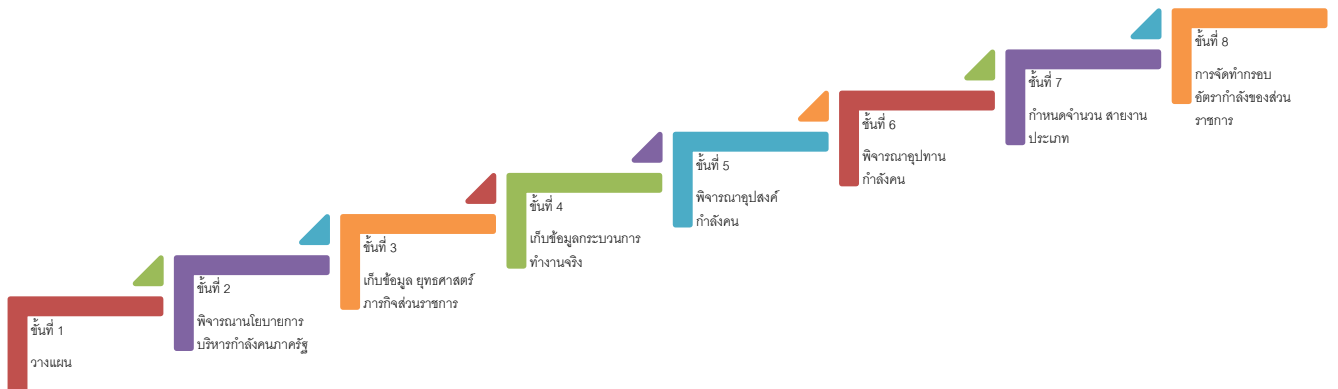 ขั้นที่ 1
วางแผน
ขั้นที่ 2
พิจารณานโยบายการ
บริหารกำลังคนภาครัฐ
ขั้นที่ 3
เก็บข้อมูล ยุทธศาสตร์
ภารกิจส่วนราชการ
ขั้นที่ 4
เก็บข้อมูลกระบวนการ
ทำงานจริง
ขั้นที่ 5
พิจารณาอุปสงค์
กำลังคน
ขั้นที่ 6
พิจารณาอุปทาน
กำลังคน
ขั้นที่ 7
กำหนดจำนวน สายงาน
ประเภท
ขั้นที่ 8
การจัดทำกรอบ
อัตรากำลังของส่วน
ราชการ